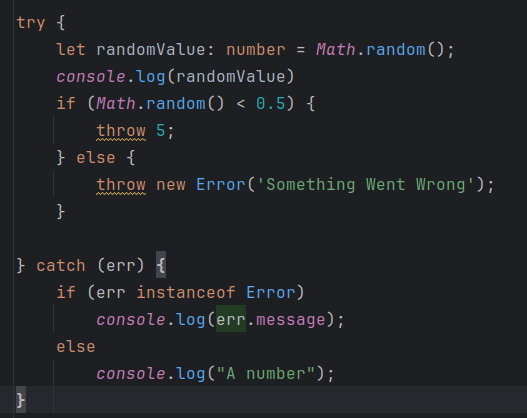 try {
    let randomValue: number = Math.random();
    console.log(randomValue)
    if (Math.random() < 0.5) {
        throw 5;
    } else {
        throw new Error('Something Went Wrong');
    }

} catch (err) {
    if (err instanceof Error)
        console.log(err.message);
    else
        console.log("A number");
}